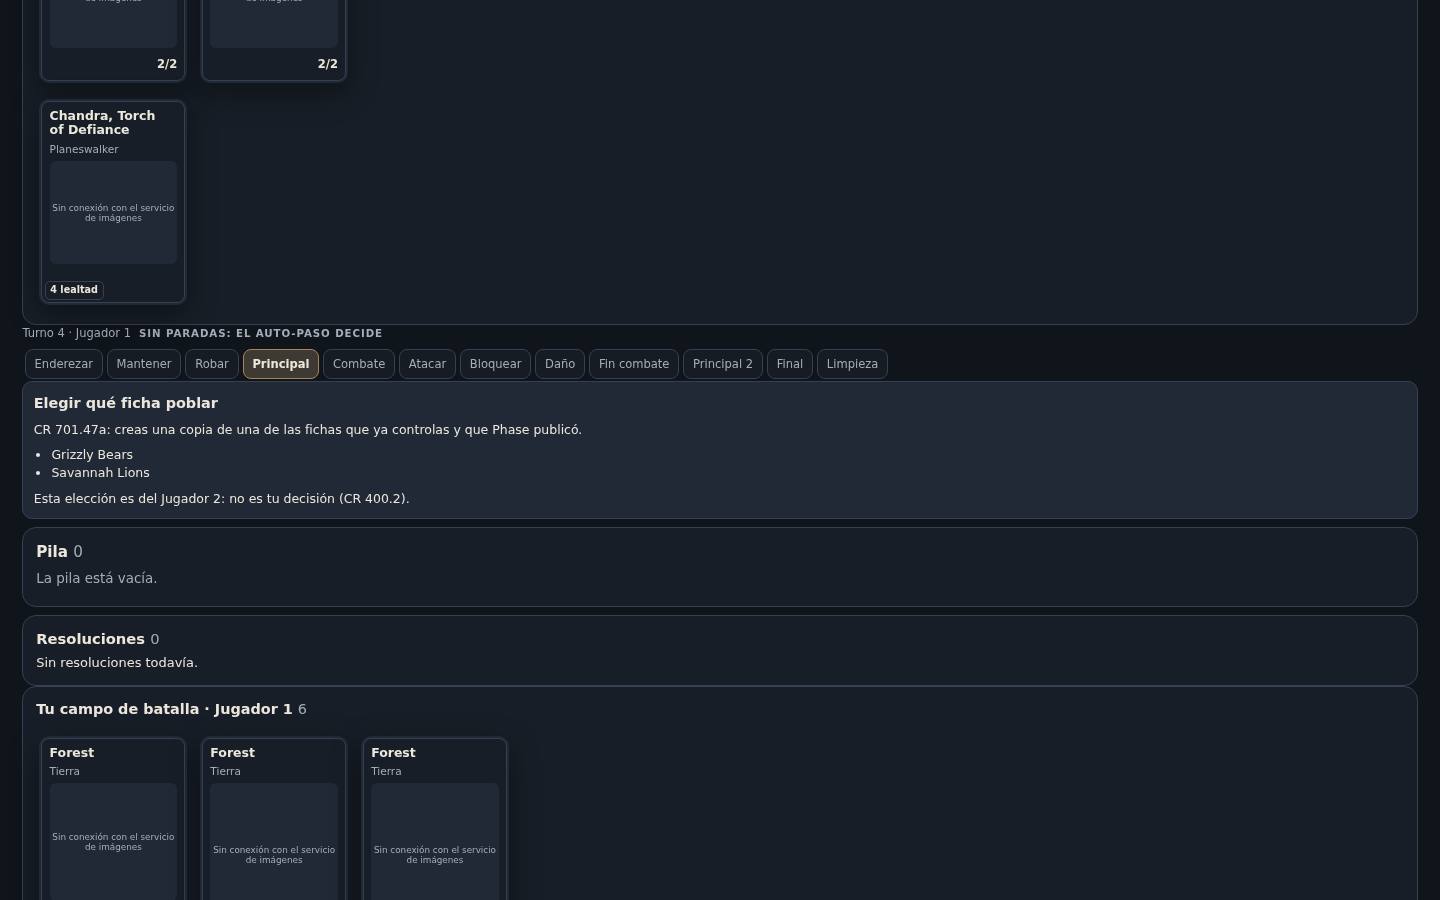 2/2
2/2
Chandra, Torch
of Defiance
Planeswalker
Sin conexión con el servicio
de imágenes
4 lealtad
Turno 4 · Jugador 1 SIN PARADAS: EL AUTO-PASO DECIDE
Enderezar Mantener Robar Principal Combate Atacar Bloquear Daño Fin combate Principal 2 Final Limpieza
Elegir qué ficha poblar
CR 701.47a: creas una copia de una de las fichas que ya controlas y que Phase publicó.
• Grizzly Bears
• Savannah Lions
Esta elección es del Jugador 2: no es tu decisión (CR 400.2).
Pila 0
La pila está vacía.
Resoluciones 0
Sin resoluciones todavía.
Tu campo de batalla · Jugador 1 6
Forest Forest Forest
Tierra Tierra Tierra
Sin conexión con el servicio
de imágenes
Sin conexión con el servicio
de imágenes
Sin conexión con el servicio
de imágenes